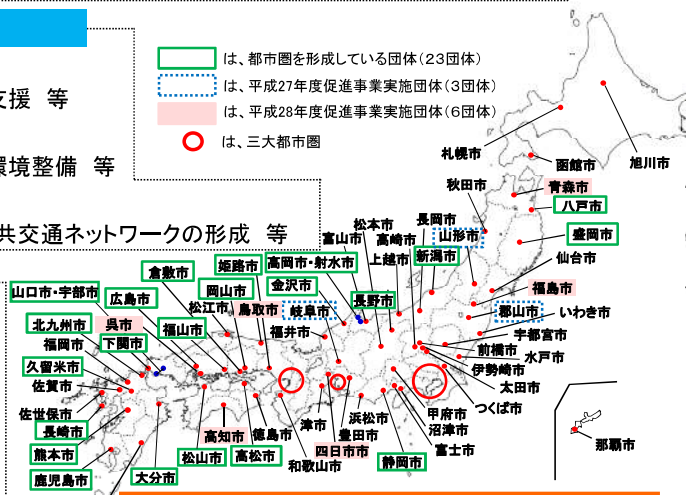 は、都市圏を形成している団体(23団体)
は、平成27年度促進事業実施団体(3団体)
は、平成28年度促進事業実施団体(6団体)
は、三大都市圏
支援 等
環境整備 等
共交通ネットワークの形成 等
札幌市
函館市
旭川市
秋田市
青森市
八戸市
盛岡市
仙台市
山形市
福島市
郡山市
いわき市
長岡市
新潟市
松本市
高崎市
上越市
富山市
高岡市・射水市
金沢市
長野市
岐阜市
福井市
姫路市
倉敷市
岡山市
鳥取市
松江市
福山市
広島市
山口市・宇部市
呉市
下関市
北九州市
福岡市
久留米市
佐賀市
佐世保市
長崎市
熊本市
鹿児島市
大分市
松山市
高知市
高松市
徳島市
和歌山市
津市
四日市市
豊田市
浜松市
静岡市
富士市
沼津市
甲府市
つくば市
太田市
伊勢崎市
水戸市
前橋市
宇都宮市
那覇市